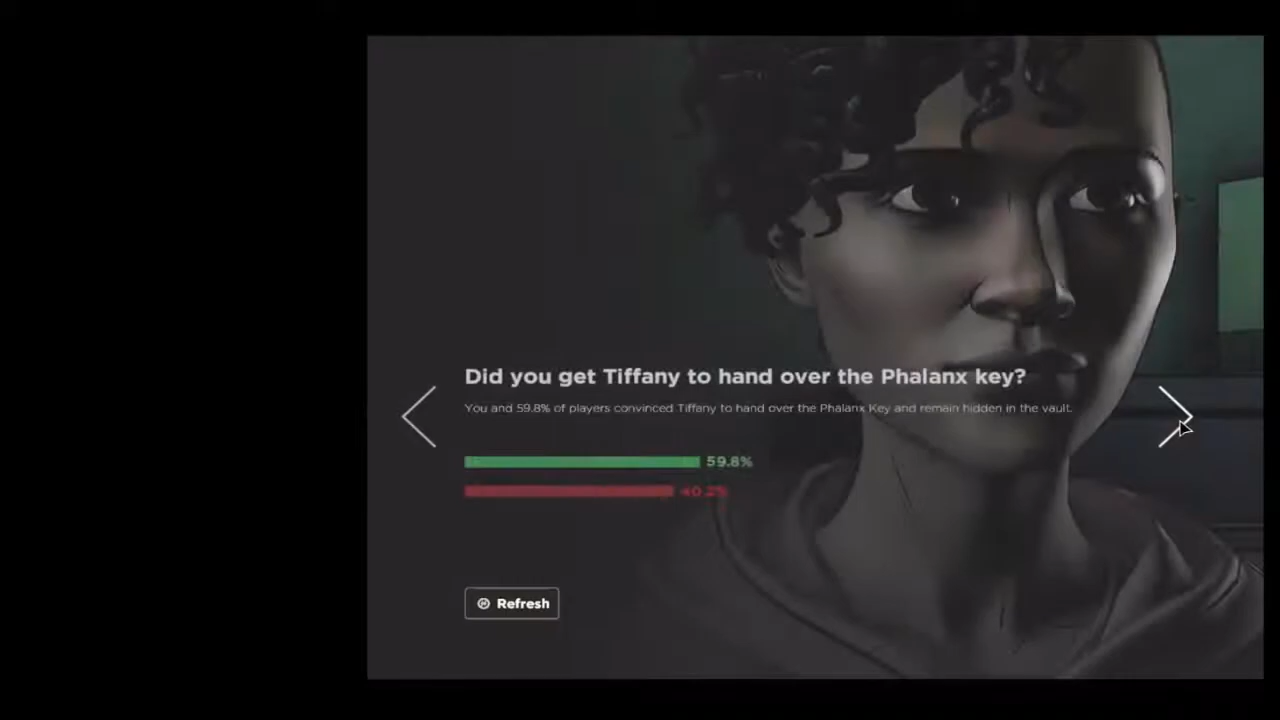 Did you get Tiffany to hand over the Phalanx key?
You and 59.8% of players convinced Tiffany to hand over the Phalanx Key and remain hidden in the vault.
59.8%
40.2%
Refresh